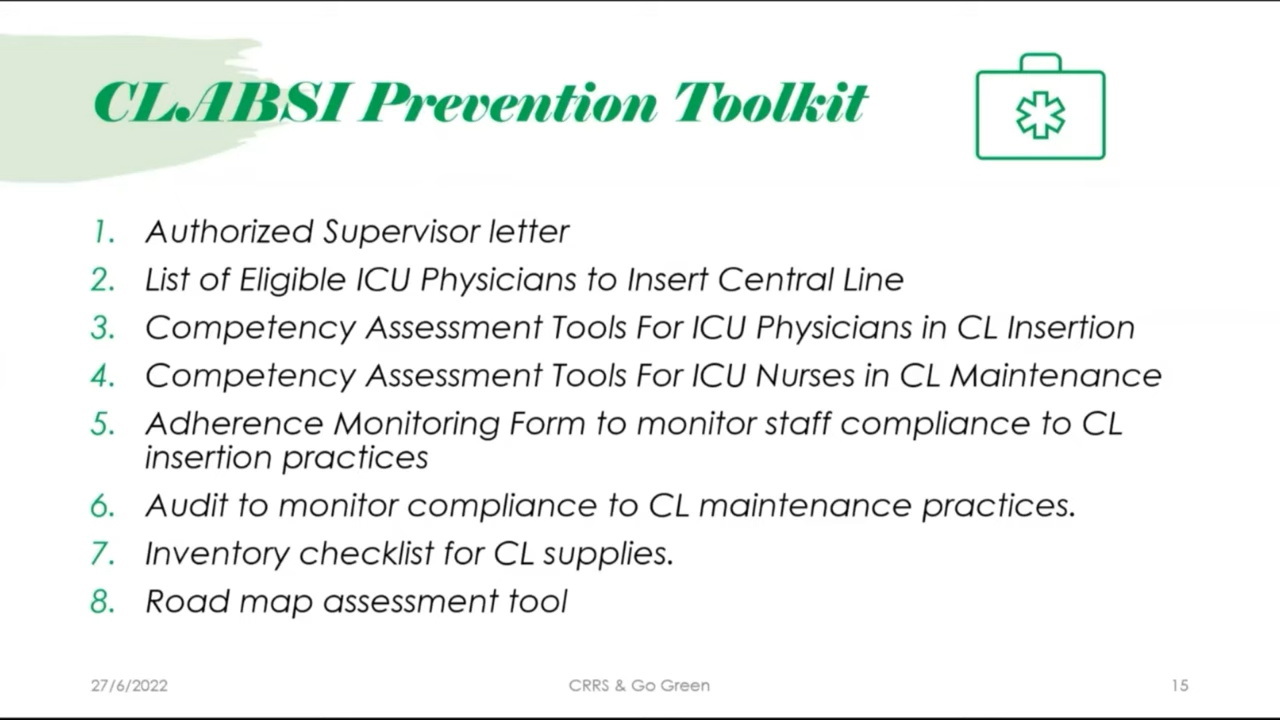 CLABSI Prevention Toolkit
1. Authorized Supervisor letter
2. List of Eligible ICU Physicians to Insert Central Line
3. Competency Assessment Tools For ICU Physicians in CL Insertion
4. Competency Assessment Tools For ICU Nurses in CL Maintenance
5. Adherence Monitoring Form to monitor staff compliance to CL
insertion practices
6. Audit to monitor compliance to CL maintenance practices.
7. Inventory checklist for CL supplies.
8. Road map assessment tool
27/6/2022 CRRS & Go Green 15